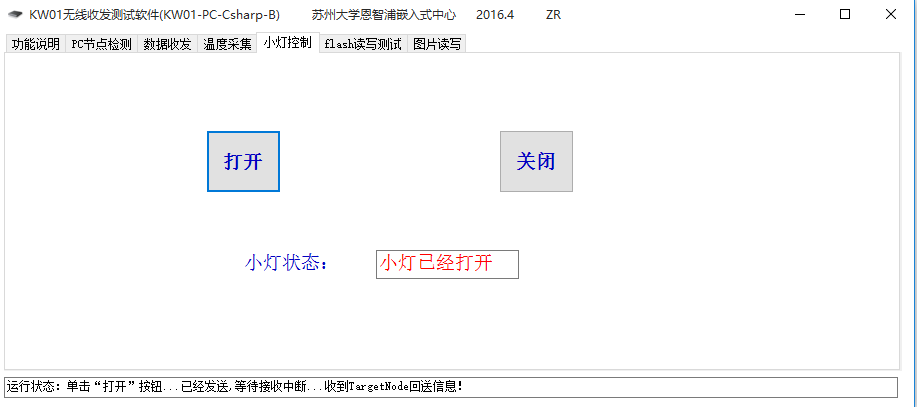 KW01无线收发测试软件(KW01-PC-Csharp-B) 苏州大学恩智浦嵌入式中心 2016.4 ZR
功能说明 PC节点检测 数据收发 温度采集 小灯控制 flash读写测试 图片读写
打开 关闭
小灯状态： 小灯已经打开
运行状态：单击“打开”按钮...已经发送,等待接收中断...收到TargetNode回送信息!